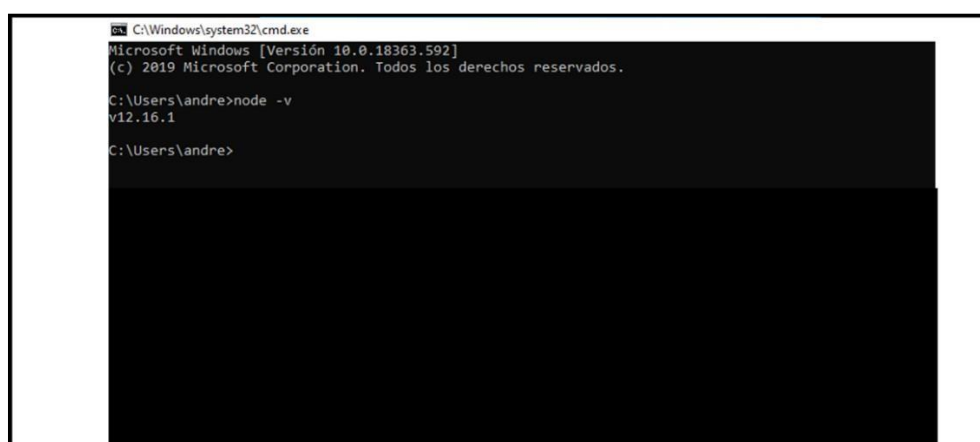 C:\Windows\system32\cmd.exe
Microsoft Windows [Versión 10.0.18363.592]
(c) 2019 Microsoft Corporation. Todos los derechos reservados.
C:\Users\andre>node -v
v12.16.1
C:\Users\andre>